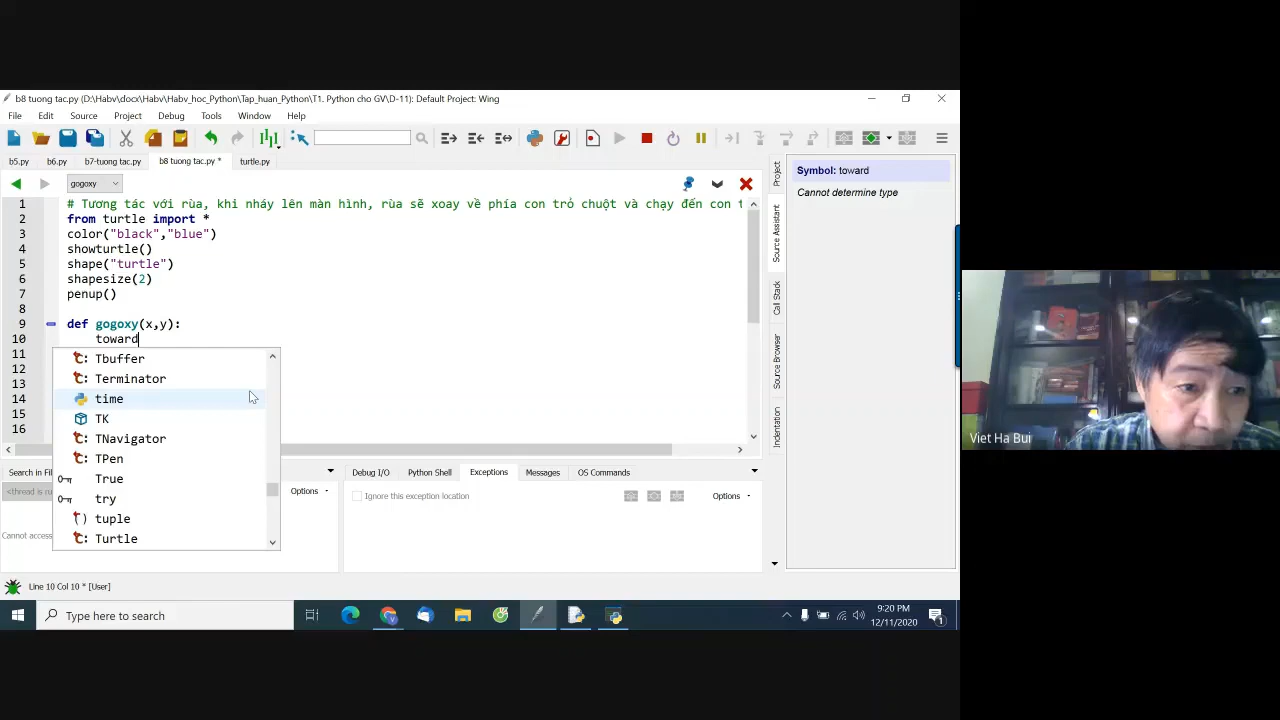 b8 tuong tac.py (D:\Habv\docx\Habv\Habv_hoc_Python\Tap_huan_Python\T1. Python cho GV\D-11): Default Project: Wing
File Edit Source Project Debug Tools Window Help
b5.py b6.py b7-tuong tac.py b8 tuong tac.py * turtle.py
gogoxy
1 # Tương tác với rùa, khi nháy lên màn hình, rùa sẽ xoay về phía con trỏ chuột và chạy đến con t
2 from turtle import *
3 color("black","blue")
4 showturtle()
5 shape("turtle")
6 shapesize(2)
7 penup()
8
9 def gogoxy(x,y):
10 toward
11
12
13
14
15
16
Tbuffer
Terminator
time
TK
TNavigator
TPen
True
try
tuple
Turtle
Project
Source Assistant
Call Stack
Source Browser
Indentation
Symbol: toward
Cannot determine type
Search in Fil
<thread is ru
Options
Cannot acces
Debug I/O Python Shell Exceptions Messages OS Commands
Ignore this exception location
Options
Line 10 Col 10 * [User]
Type here to search
9:20 PM
12/11/2020
1
Viet Ha Bui